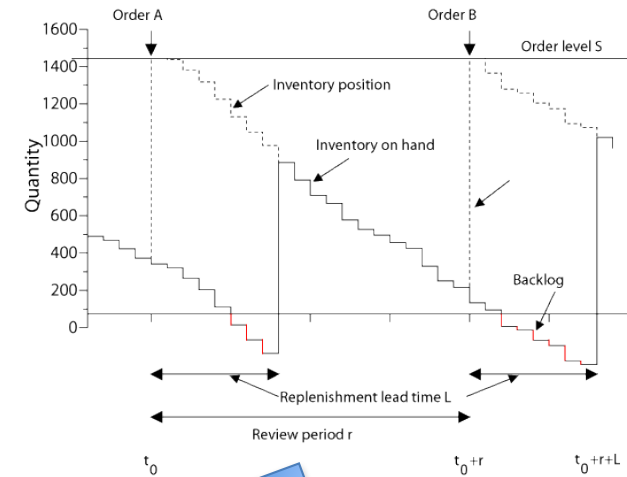 Order A
Order B
1600
Order level S
1400
Inventory position
1200
Inventory on hand
1000
Quantity
800
600
400
Backlog
200
0
Replenishment lead time L
Review period r
t0
t0+r
t0+r+L